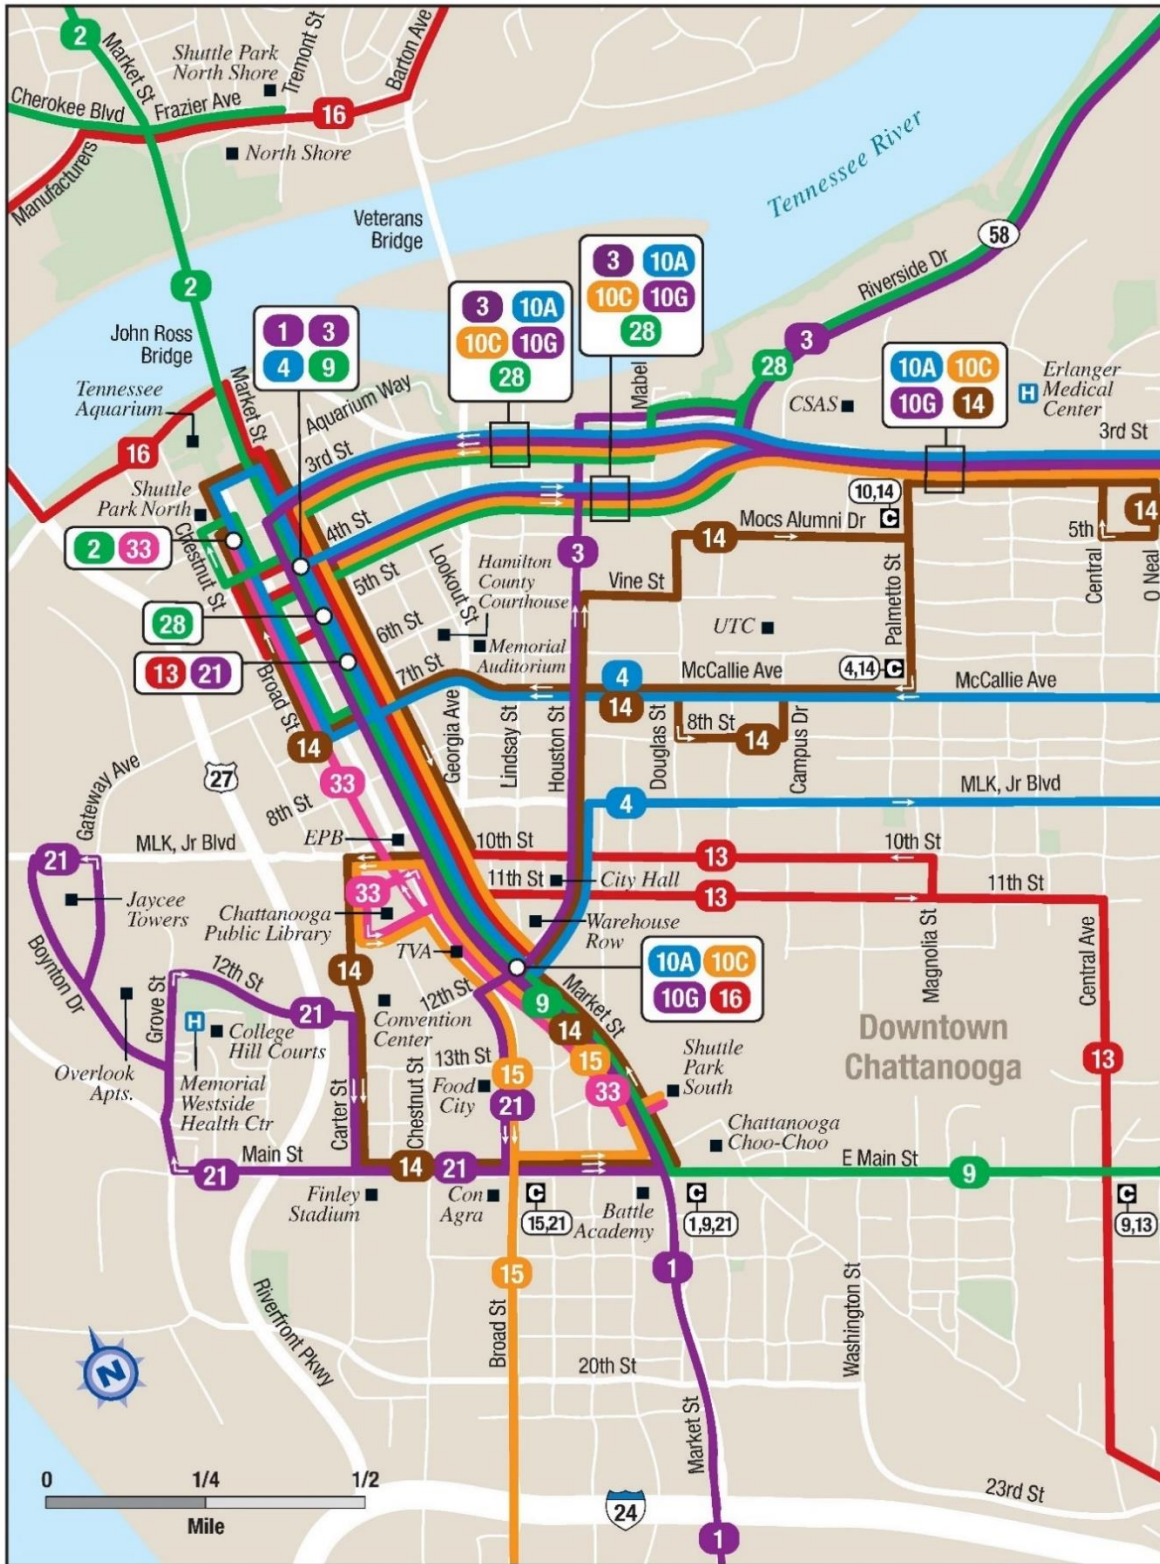 2
Market St
Shuttle Park
North Shore
Tremont St
Barton Ave
Cherokee Blvd
Frazier Ave
16
North Shore
Manufacturers
Tennessee River
Veterans
Bridge
58
Riverside Dr
2
3 10A
10C 10G
28
3 10A
10C 10G
28
1 3
4 9
John Ross
Bridge
Mabel
3
28
10A 10C
10G 14
H
Erlanger
Medical
Center
Tennessee
Aquarium
Market St
Aquarium Way
CSAS
3rd St
3rd St
16
Shuttle
Park North
10,14
C
14
4th St
Mocs Alumni Dr
14
5th
2 33
Chestnut St
5th St
Lookout St
Hamilton
County
Courthouse
3
Vine St
Palmetto St
Central
O Neal
28
6th St
UTC
Memorial
Auditorium
13 21
7th St
4,14
C
4
McCallie Ave
McCallie Ave
Broad St
14
14
8th St
14
Georgia Ave
Lindsay St
Houston St
Douglas St
Campus Dr
Gateway Ave
27
33
8th St
4
MLK, Jr Blvd
EPB
MLK, Jr Blvd
10th St
13
10th St
21
33
11th St
City Hall
11th St
Jaycee
Towers
Chattanooga
Public Library
13
Warehouse
Row
Magnolia St
Central Ave
Boynton Dr
TVA
14
10A 10C
10G 16
12th St
Grove St
12th St
9
Market St
21
14
Convention
Center
H
College
Hill Courts
13th St
15
15
Shuttle
Park
South
Downtown
Chattanooga
13
Overlook
Apts.
Memorial
Westside
Health Ctr
Food
City
33
21
Carter St
Chestnut St
Chattanooga
Choo-Choo
Main St
21
14
21
E Main St
9
Finley
Stadium
Con
Agra
C
15,21
Battle
Academy
C
1,9,21
C
9,13
1
15
Riverfront Pkwy
Broad St
20th St
Washington St
N
Market St
0 1/4 1/2
Mile
24
23rd St
1